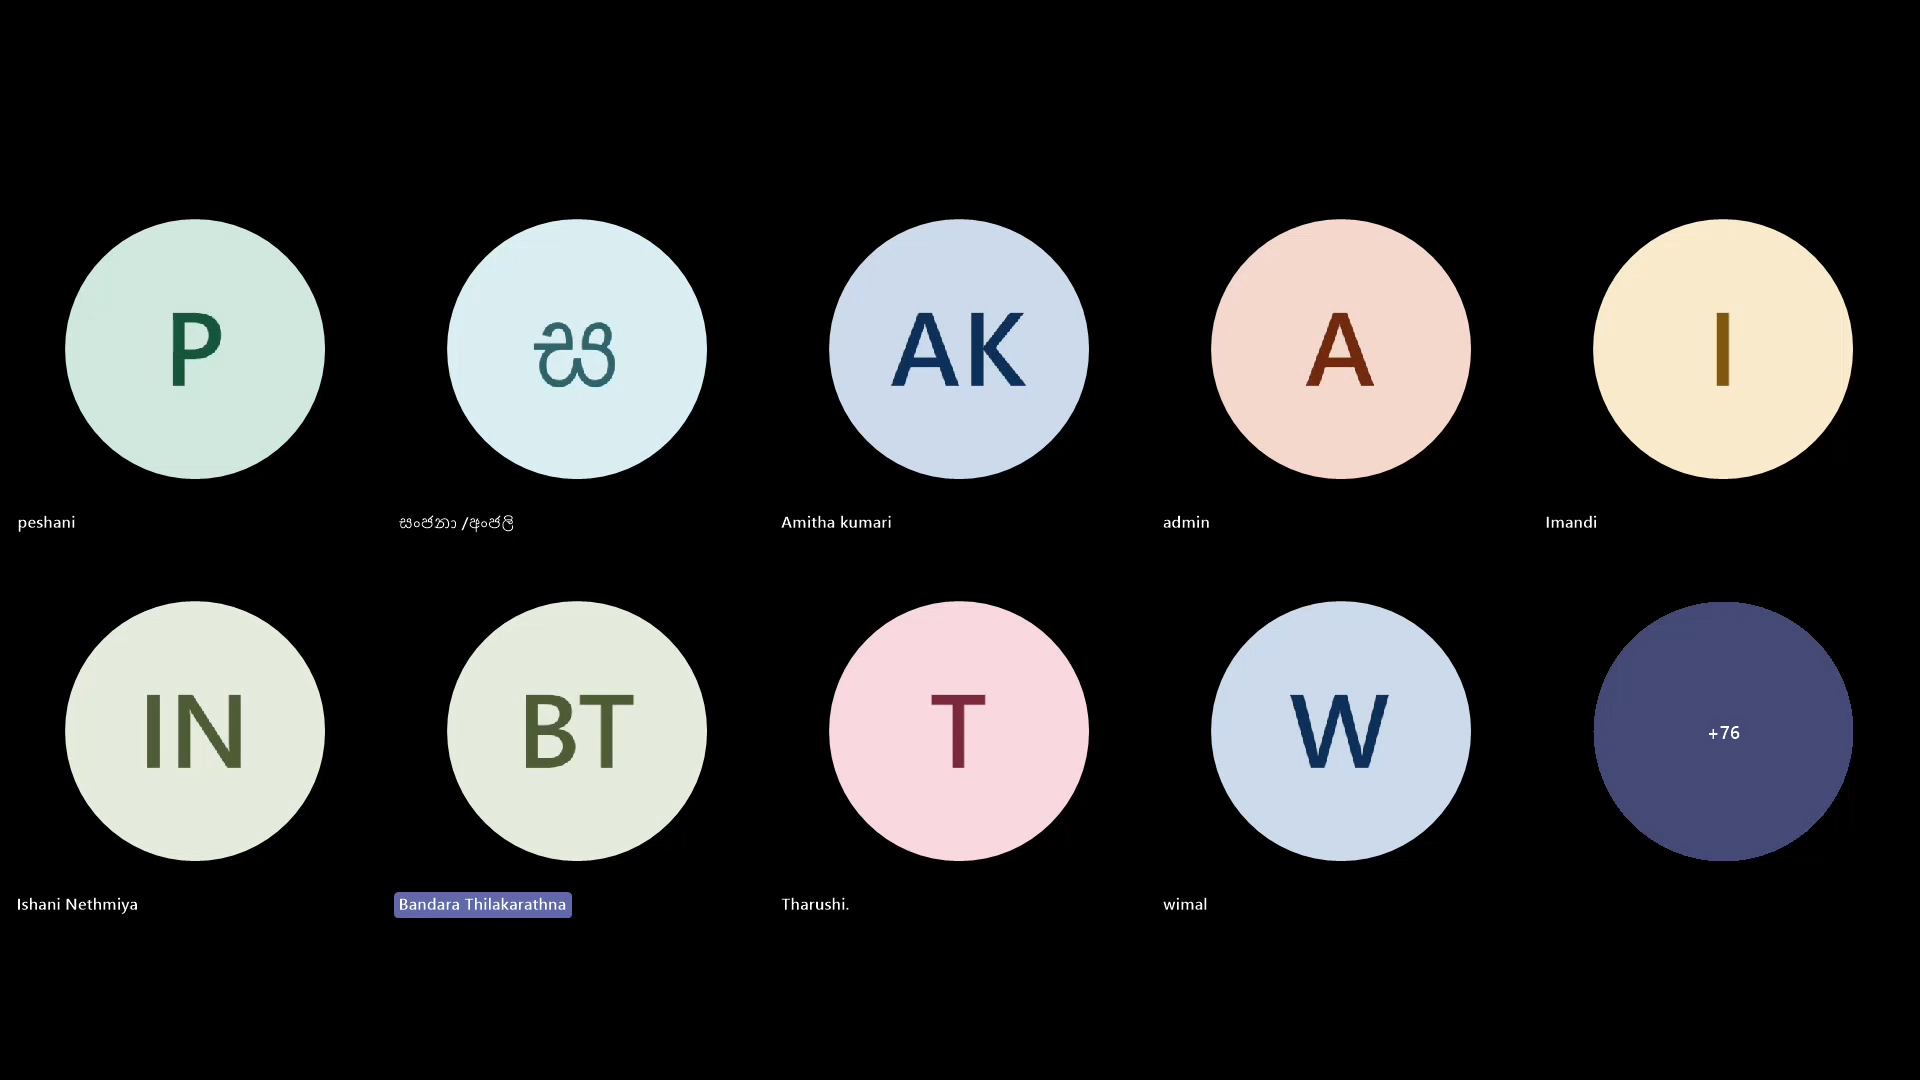 P
ස
AK
A
I
peshani
සංජනා /අංජලි
Amitha kumari
admin
Imandi
IN
BT
T
W
+76
Ishani Nethmiya
Bandara Thilakarathna
Tharushi.
wimal